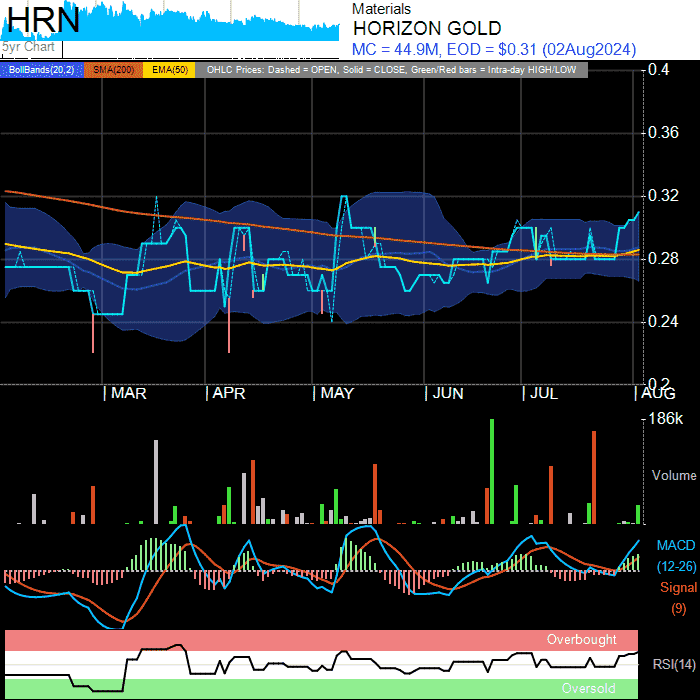 HRN
5yr Chart
Materials
HORIZON GOLD
MC = 44.9M, EOD = $0.31 (02Aug2024)
BollBands(20,2) SMA(200) EMA(50) OHLC Prices: Dashed = OPEN, Solid = CLOSE, Green/Red bars = Intra-day HIGH/LOW
0.4
0.36
0.32
0.28
0.24
0.2
MAR APR MAY JUN JUL AUG
186k
Volume
MACD
(12-26)
Signal
(9)
Overbought
RSI(14)
Oversold